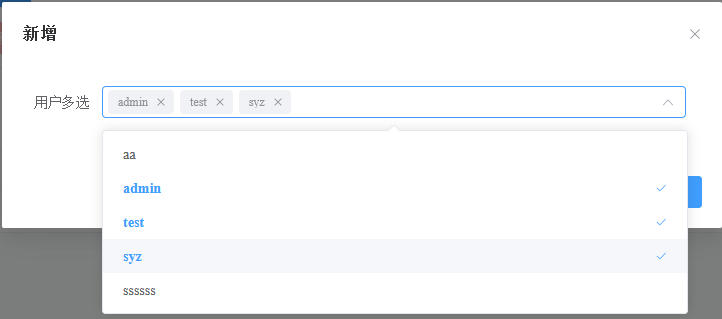 新增
用户多选 admin test syz
aa
admin
test
syz
ssssss